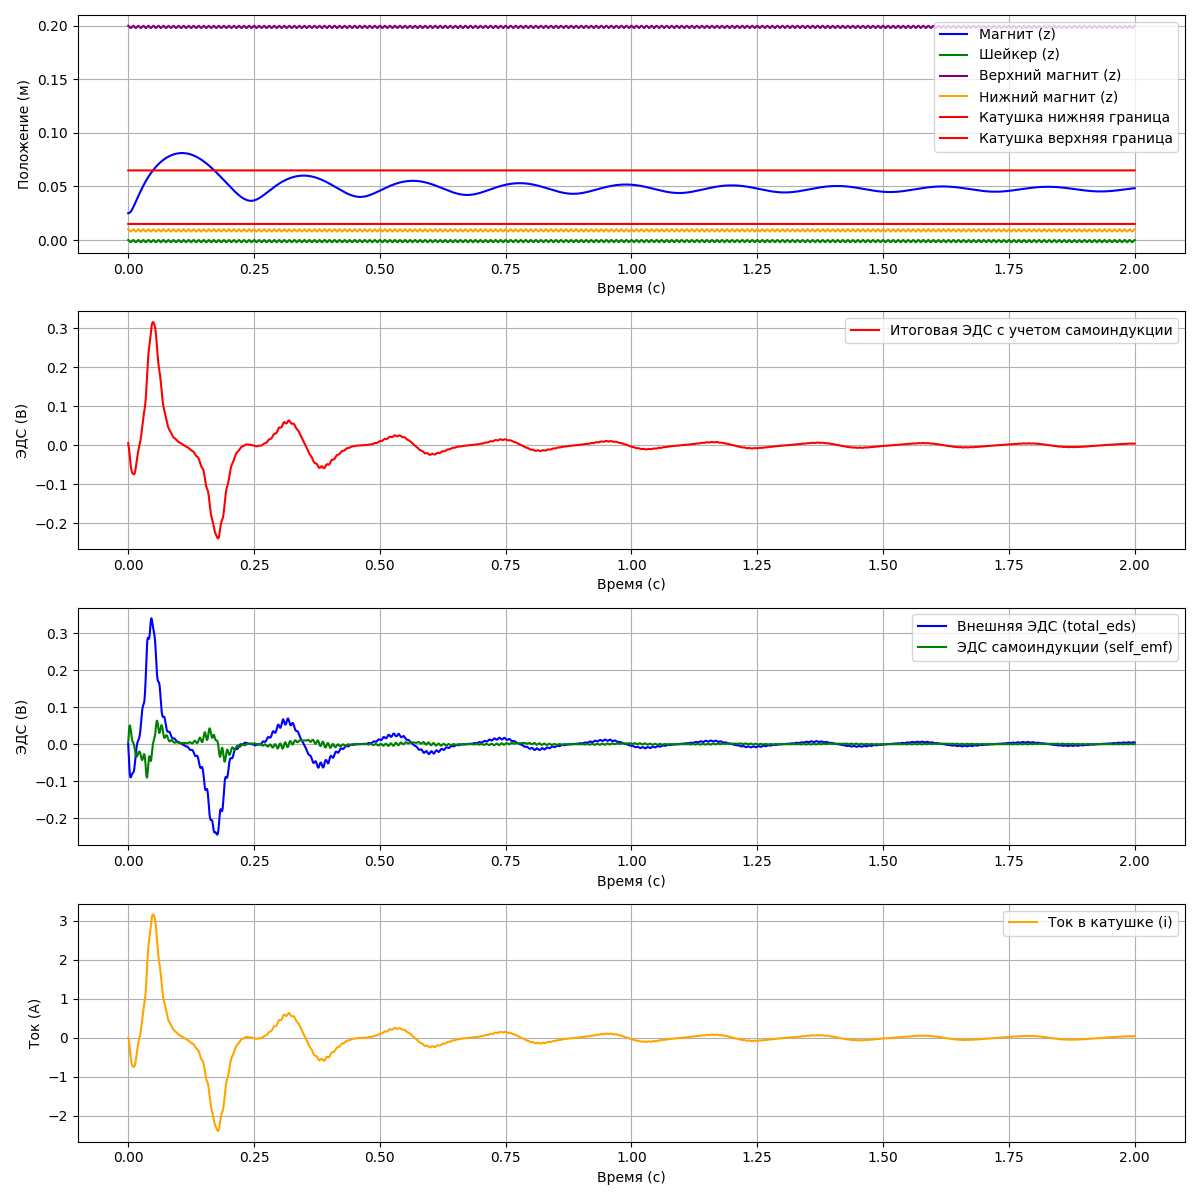 Положение (м)
0.20
0.15
0.10
0.05
0.00
Магнит (z)
Шейкер (z)
Верхний магнит (z)
Нижний магнит (z)
Катушка нижняя граница
Катушка верхняя граница
0.00 0.25 0.50 0.75 1.00 1.25 1.50 1.75 2.00
Время (с)
ЭДС (В)
0.3
0.2
0.1
0.0
−0.1
−0.2
Итоговая ЭДС с учетом самоиндукции
0.00 0.25 0.50 0.75 1.00 1.25 1.50 1.75 2.00
Время (с)
ЭДС (В)
0.3
0.2
0.1
0.0
−0.1
−0.2
Внешняя ЭДС (total_eds)
ЭДС самоиндукции (self_emf)
0.00 0.25 0.50 0.75 1.00 1.25 1.50 1.75 2.00
Время (с)
Ток (А)
3
2
1
0
−1
−2
Ток в катушке (i)
0.00 0.25 0.50 0.75 1.00 1.25 1.50 1.75 2.00
Время (с)